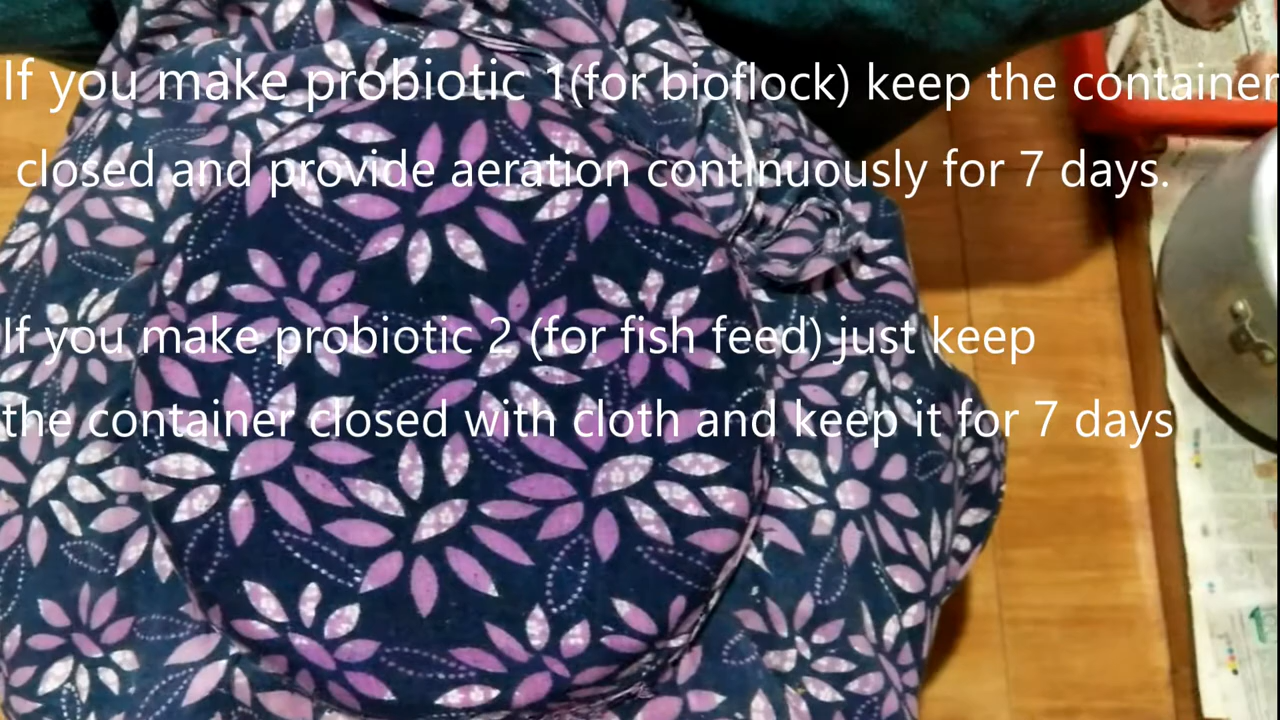 If you make probiotic 1(for bioflock) keep the container
closed and provide aeration continuously for 7 days.
If you make probiotic 2 (for fish feed) just keep
the container closed with cloth and keep it for 7 days